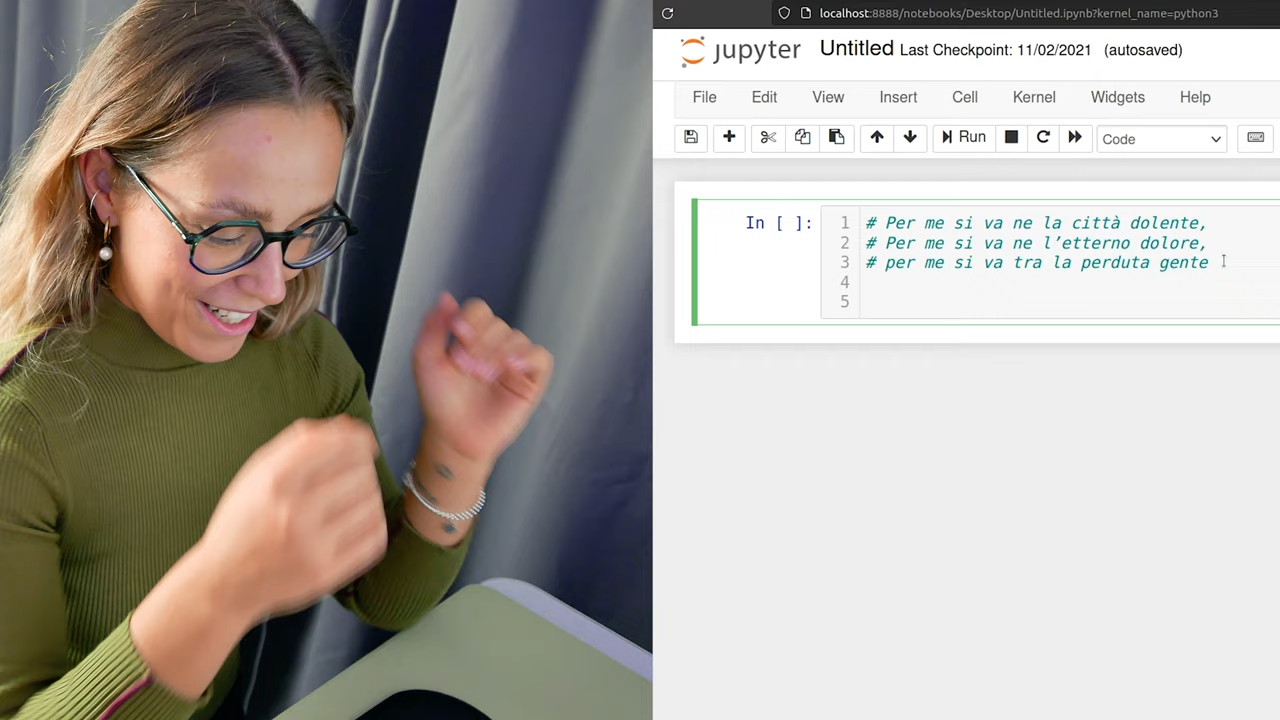 localhost:8888/notebooks/Desktop/Untitled.ipynb?kernel_name=python3
jupyter Untitled Last Checkpoint: 11/02/2021 (autosaved)
File Edit View Insert Cell Kernel Widgets Help
Run Code
In [ ]:
1 # Per me si va ne la città dolente,
2 # Per me si va ne l’etterno dolore,
3 # per me si va tra la perduta gente
4
5